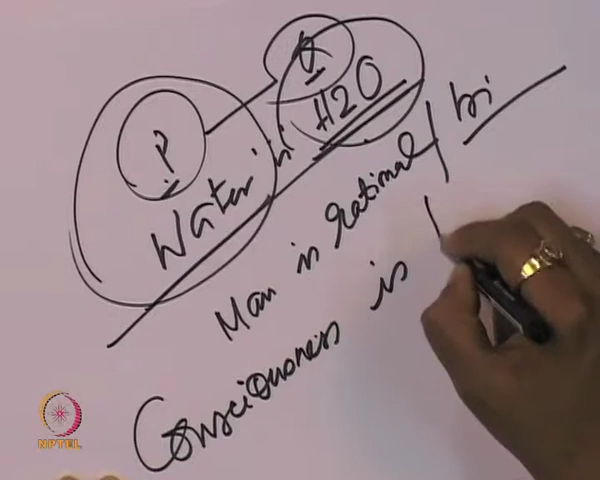 P Q
Water is H2O
Man is rational / bi
Consciousness is
NPTEL